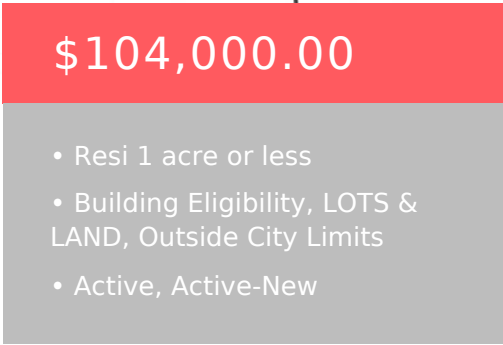 $104,000.00
• Resi 1 acre or less
• Building Eligibility, LOTS &
LAND, Outside City Limits
• Active, Active-New